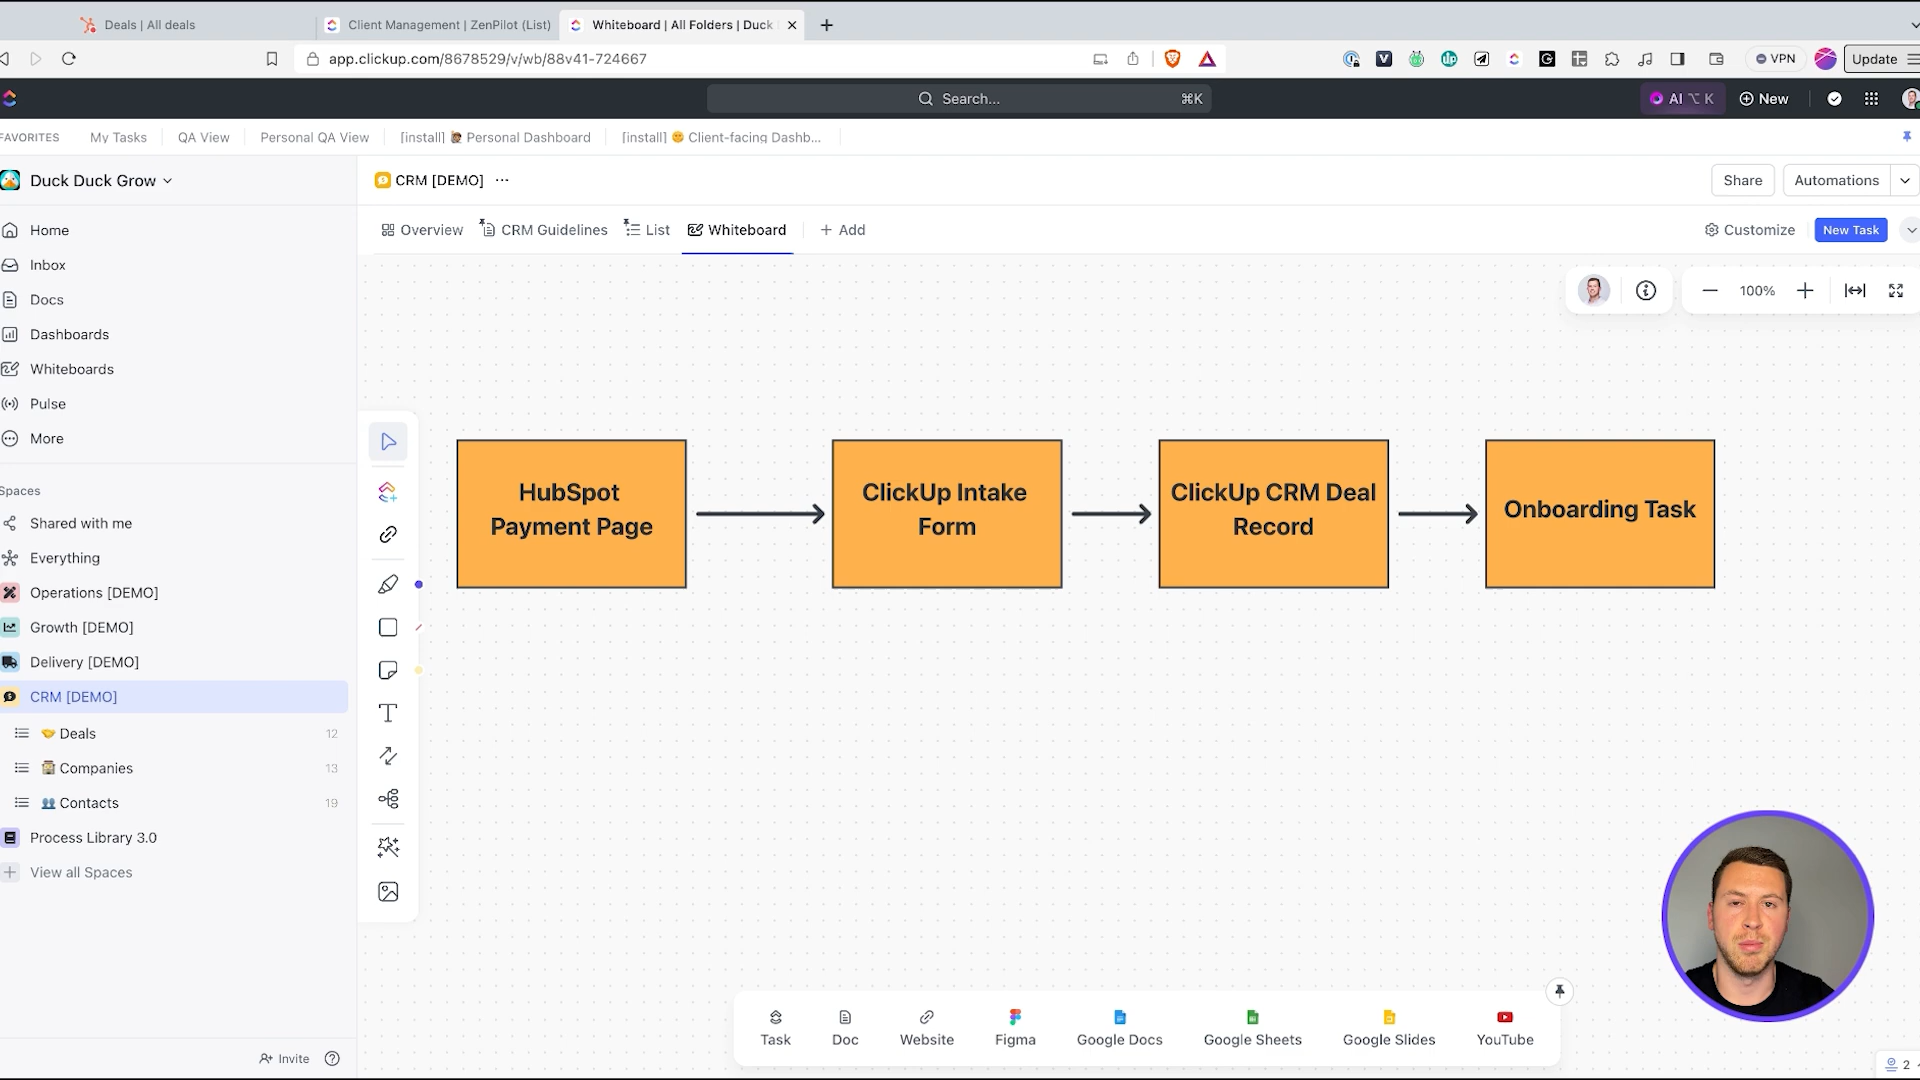 Deals | All deals
Client Management | ZenPilot (List)
Whiteboard | All Folders | Duck
app.clickup.com/8678529/v/wb/88v41-724667
VPN
Update
Search...
⌘K
AI ⌥ K
New
FAVORITES
My Tasks
QA View
Personal QA View
[install] 🧑🏽 Personal Dashboard
[install] 😊 Client-facing Dashb...
Duck Duck Grow
CRM [DEMO]
Share
Automations
Home
Inbox
Docs
Dashboards
Whiteboards
Pulse
More
Overview
CRM Guidelines
List
Whiteboard
+ Add
Customize
New Task
100%
HubSpot
Payment Page
ClickUp Intake
Form
ClickUp CRM Deal
Record
Onboarding Task
Spaces
Shared with me
Everything
Operations [DEMO]
Growth [DEMO]
Delivery [DEMO]
CRM [DEMO]
Deals 12
Companies 13
Contacts 19
Process Library 3.0
View all Spaces
Invite
Task
Doc
Website
Figma
Google Docs
Google Sheets
Google Slides
YouTube
2